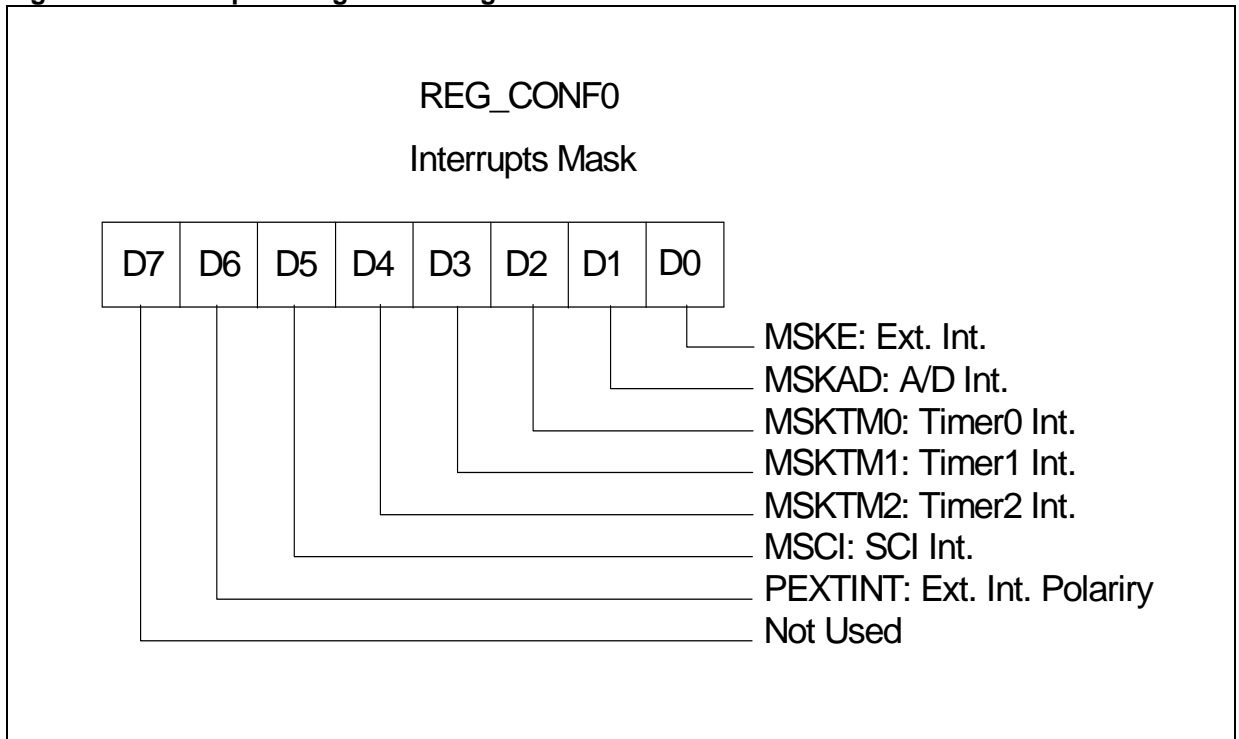 REG_CONF0
Interrupts Mask
D7 D6 D5 D4 D3 D2 D1 D0
MSKE: Ext. Int.
MSKAD: A/D Int.
MSKTM0: Timer0 Int.
MSKTM1: Timer1 Int.
MSKTM2: Timer2 Int.
MSCI: SCI Int.
PEXTINT: Ext. Int. Polariry
Not Used